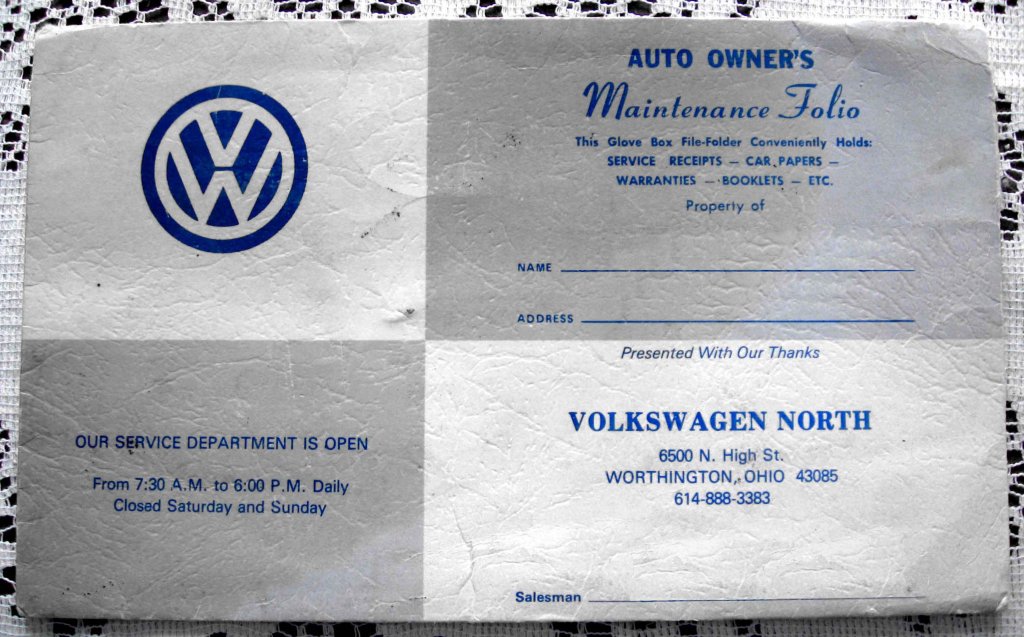 VW
AUTO OWNER'S
Maintenance Folio
This Glove Box File-Folder Conveniently Holds:
SERVICE RECEIPTS — CAR PAPERS —
WARRANTIES — BOOKLETS — ETC.
Property of
NAME
ADDRESS
OUR SERVICE DEPARTMENT IS OPEN
From 7:30 A.M. to 6:00 P.M. Daily
Closed Saturday and Sunday
Presented With Our Thanks
VOLKSWAGEN NORTH
6500 N. High St.
WORTHINGTON, OHIO 43085
614-888-3383
Salesman